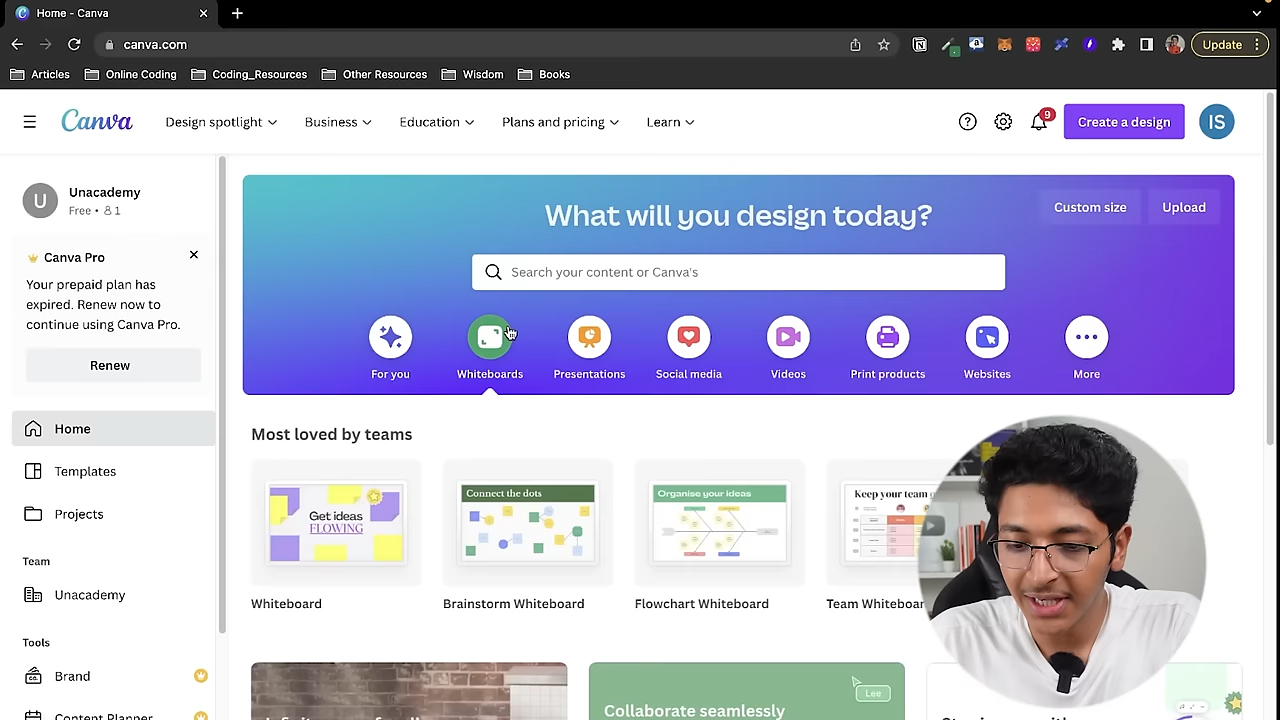 Home - Canva
canva.com
Update
Articles
Online Coding
Coding_Resources
Other Resources
Wisdom
Books
Canva
Design spotlight
Business
Education
Plans and pricing
Learn
9
Create a design
IS
U
Unacademy
Free • 1
Canva Pro
Your prepaid plan has
expired. Renew now to
continue using Canva Pro.
Renew
Home
Templates
Projects
Team
Unacademy
Tools
Brand
Content Planner
What will you design today?
Custom size
Upload
Search your content or Canva's
For you
Whiteboards
Presentations
Social media
Videos
Print products
Websites
More
Most loved by teams
Get ideas
FLOWING
Connect the dots
Organise your ideas
Keep your team
Whiteboard
Brainstorm Whiteboard
Flowchart Whiteboard
Team
Collaborate seamlessly
Lee